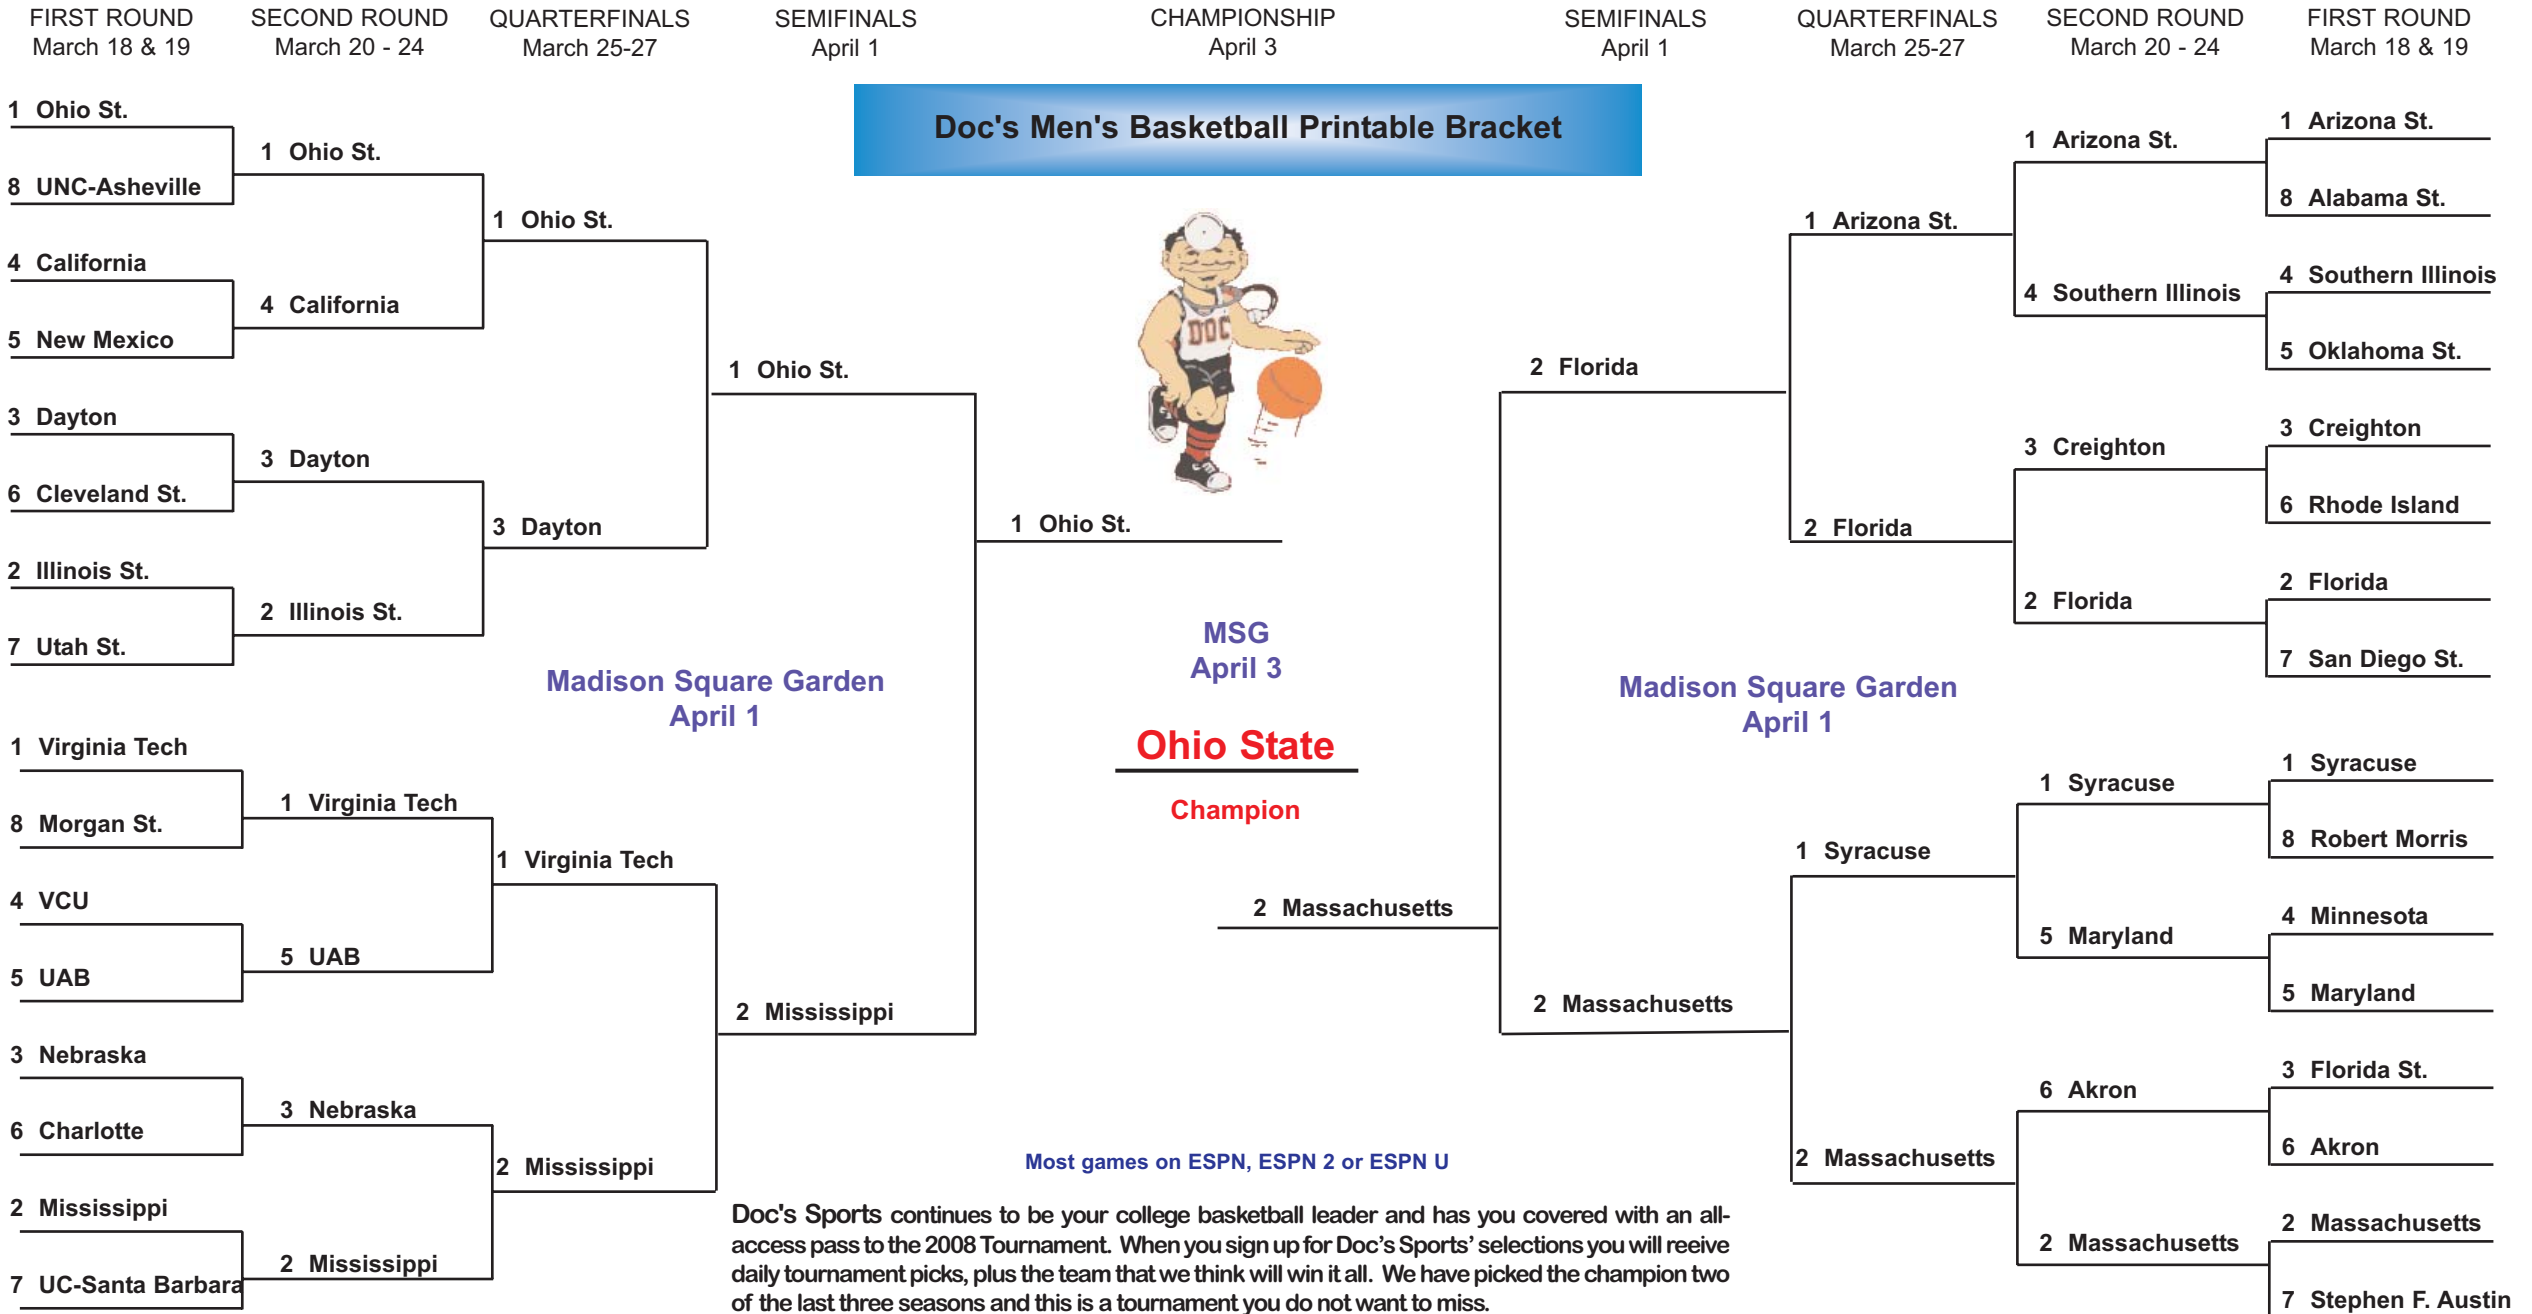 FIRST ROUND
March 18 & 19
SECOND ROUND
March 20 - 24
QUARTERFINALS
March 25-27
SEMIFINALS
April 1
CHAMPIONSHIP
April 3
SEMIFINALS
April 1
QUARTERFINALS
March 25-27
SECOND ROUND
March 20 - 24
FIRST ROUND
March 18 & 19
Doc's Men's Basketball Printable Bracket
DOC
1 Ohio St.
8 UNC-Asheville
4 California
5 New Mexico
3 Dayton
6 Cleveland St.
2 Illinois St.
7 Utah St.
1 Virginia Tech
8 Morgan St.
4 VCU
5 UAB
3 Nebraska
6 Charlotte
2 Mississippi
7 UC-Santa Barbara
1 Ohio St.
4 California
3 Dayton
2 Illinois St.
1 Virginia Tech
5 UAB
3 Nebraska
2 Mississippi
1 Ohio St.
3 Dayton
1 Virginia Tech
2 Mississippi
1 Ohio St.
2 Mississippi
Madison Square Garden
April 1
1 Ohio St.
MSG
April 3
Ohio State
Champion
2 Massachusetts
2 Florida
2 Massachusetts
Madison Square Garden
April 1
1 Arizona St.
2 Florida
1 Syracuse
2 Massachusetts
1 Arizona St.
4 Southern Illinois
3 Creighton
2 Florida
1 Syracuse
5 Maryland
6 Akron
2 Massachusetts
1 Arizona St.
8 Alabama St.
4 Southern Illinois
5 Oklahoma St.
3 Creighton
6 Rhode Island
2 Florida
7 San Diego St.
1 Syracuse
8 Robert Morris
4 Minnesota
5 Maryland
3 Florida St.
6 Akron
2 Massachusetts
7 Stephen F. Austin
Most games on ESPN, ESPN 2 or ESPN U
Doc's Sports continues to be your college basketball leader and has you covered with an all-
access pass to the 2008 Tournament. When you sign up for Doc's Sports' selections you will reeive
daily tournament picks, plus the team that we think will win it all. We have picked the champion two
of the last three seasons and this is a tournament you do not want to miss.